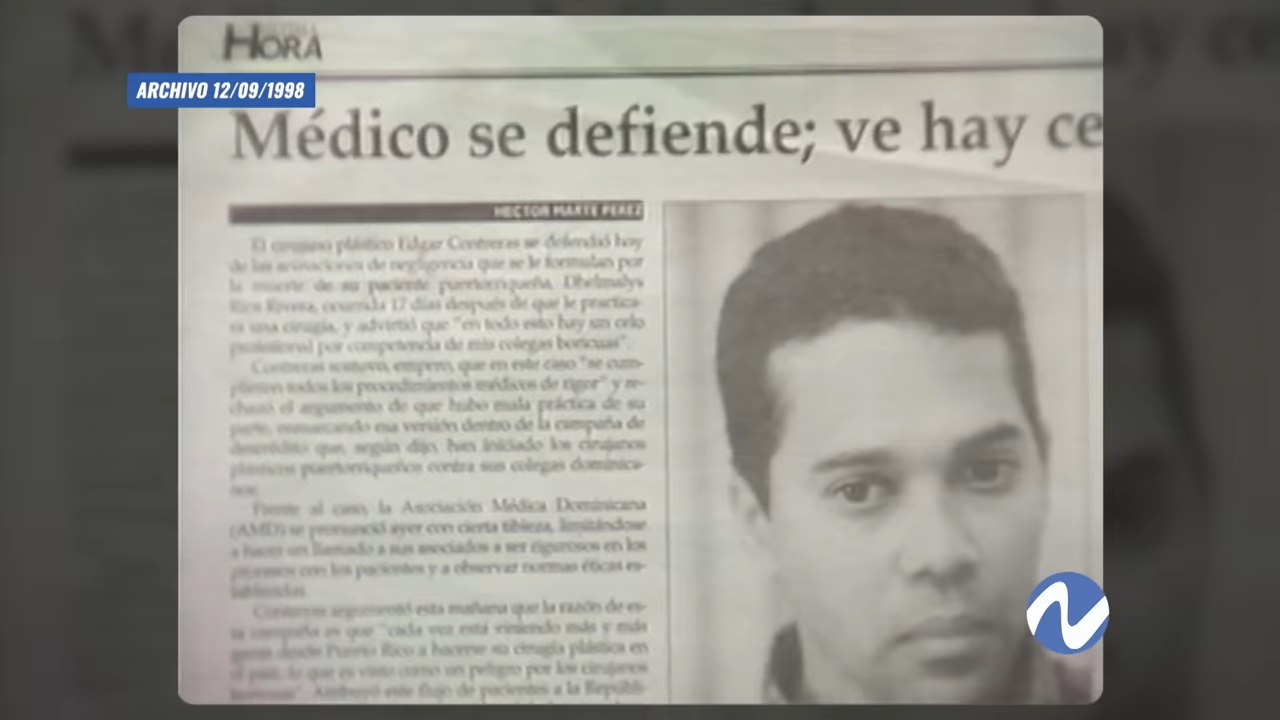 HORA
ARCHIVO 12/09/1998
Médico se defiende; ve hay ce
HECTOR MARTE PEREZ
El cirujano plástico Edgar Contreras se defendió hoy
de las acusaciones de negligencia que se le formulan por
la muerte de su paciente puertorriqueña, Dhelmalys
Rios Rivera, ocurrida 17 días después de que le practica-
ra una cirugía, y advirtió que "en todo esto hay un celo
profesional por competencia de mis colegas boricuas".
Contreras sostuvo, empero, que en este caso "se cum-
plieron todos los procedimientos médicos de rigor" y re-
chazó el argumento de que hubo mala práctica de su
parte, enmarcando esa versión dentro de la campaña de
descrédito que, según dijo, han iniciado los cirujanos
plásticos puertorriqueños contra sus colegas dominica-
nos.
Frente al caso, la Asociación Médica Dominicana
(AMD) se pronunció ayer con cierta tibieza, limitándose
a hacer un llamado a sus asociados a ser rigurosos en los
procesos con los pacientes y a observar normas éticas es-
tablecidas.
Contreras argumentó esta mañana que la razón de es-
ta campaña es que "cada vez está viniendo más y más
gente desde Puerto Rico a hacerse su cirugía plástica en
el país, lo que es visto como un peligro por los cirujanos
boricuas". Atribuyó este flujo de pacientes a la Repúbli-